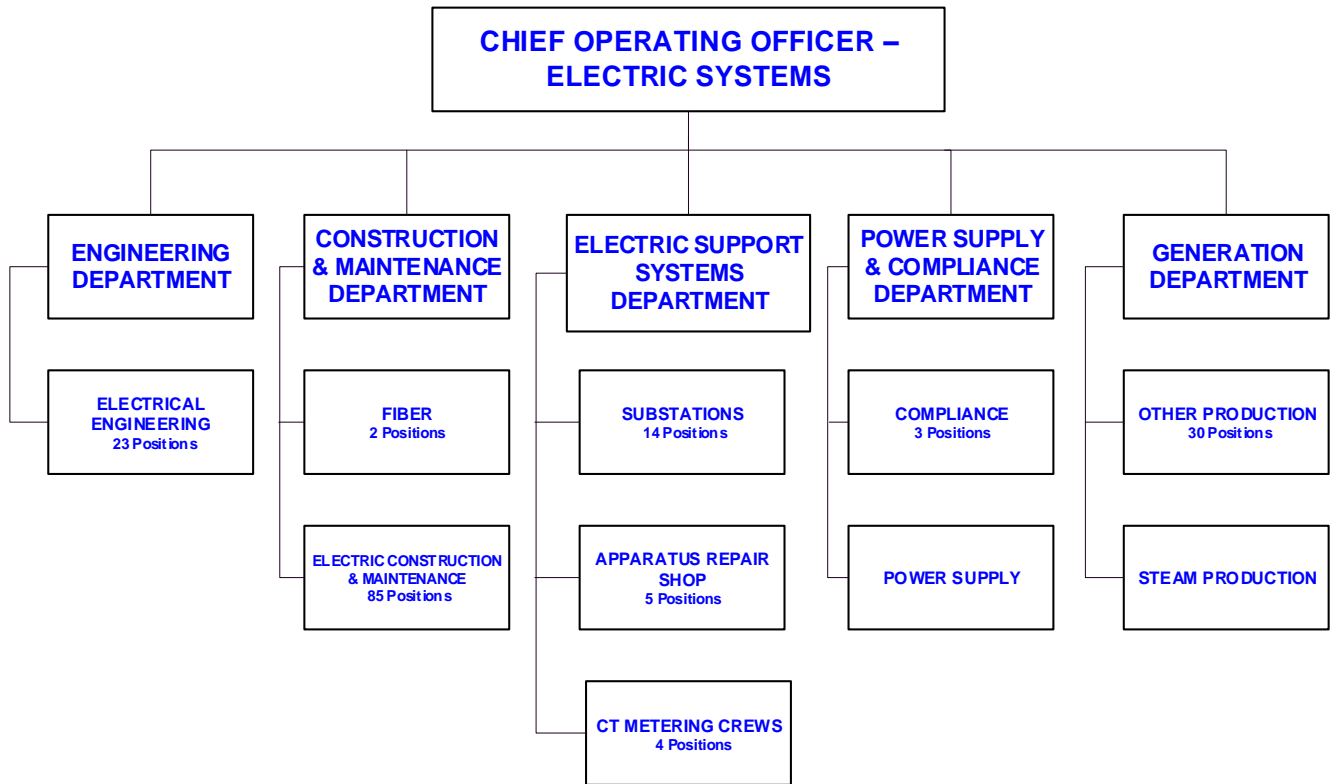 CHIEF OPERATING OFFICER –
ELECTRIC SYSTEMS
ENGINEERING
DEPARTMENT
ELECTRICAL
ENGINEERING
23 Positions
CONSTRUCTION
& MAINTENANCE
DEPARTMENT
FIBER
2 Positions
ELECTRIC CONSTRUCTION
& MAINTENANCE
85 Positions
ELECTRIC SUPPORT
SYSTEMS
DEPARTMENT
SUBSTATIONS
14 Positions
APPARATUS REPAIR
SHOP
5 Positions
CT METERING CREWS
4 Positions
POWER SUPPLY
& COMPLIANCE
DEPARTMENT
COMPLIANCE
3 Positions
POWER SUPPLY
GENERATION
DEPARTMENT
OTHER PRODUCTION
30 Positions
STEAM PRODUCTION